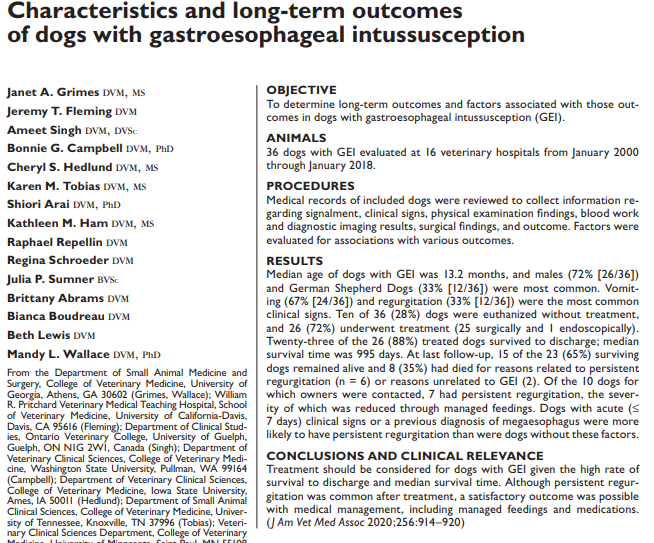 Characteristics and long-term outcomes
of dogs with gastroesophageal intussusception
Janet A. Grimes DVM, MS
Jeremy T. Fleming DVM
Ameet Singh DVM, DVSc
Bonnie G. Campbell DVM, PhD
Cheryl S. Hedlund DVM, MS
Karen M. Tobias DVM, MS
Shiori Arai DVM, PhD
Kathleen M. Ham DVM, MS
Raphael Repellin DVM
Regina Schroeder DVM
Julia P. Sumner BVSc
Brittany Abrams DVM
Bianca Boudreau DVM
Beth Lewis DVM
Mandy L. Wallace DVM, PhD
From the Department of Small Animal Medicine and
Surgery, College of Veterinary Medicine, University of
Georgia, Athens, GA 30602 (Grimes, Wallace); William
R. Pritchard Veterinary Medical Teaching Hospital, School
of Veterinary Medicine, University of California-Davis,
Davis, CA 95616 (Fleming); Department of Clinical Stud-
ies, Ontario Veterinary College, University of Guelph,
Guelph, ON N1G 2W1, Canada (Singh); Department of
Veterinary Clinical Sciences, College of Veterinary Medi-
cine, Washington State University, Pullman, WA 99164
(Campbell); Department of Veterinary Clinical Sciences,
College of Veterinary Medicine, Iowa State University,
Ames, IA 50011 (Hedlund); Department of Small Animal
Clinical Sciences, College of Veterinary Medicine, Univer-
sity of Tennessee, Knoxville, TN 37996 (Tobias); Veteri-
nary Clinical Sciences Department, College of Veterinary
OBJECTIVE
To determine long-term outcomes and factors associated with those out-
comes in dogs with gastroesophageal intussusception (GEI).
ANIMALS
36 dogs with GEI evaluated at 16 veterinary hospitals from January 2000
through January 2018.
PROCEDURES
Medical records of included dogs were reviewed to collect information re-
garding signalment, clinical signs, physical examination findings, blood work
and diagnostic imaging results, surgical findings, and outcome. Factors were
evaluated for associations with various outcomes.
RESULTS
Median age of dogs with GEI was 13.2 months, and males (72% [26/36])
and German Shepherd Dogs (33% [12/36]) were most common. Vomit-
ing (67% [24/36]) and regurgitation (33% [12/36]) were the most common
clinical signs. Ten of 36 (28%) dogs were euthanized without treatment,
and 26 (72%) underwent treatment (25 surgically and 1 endoscopically).
Twenty-three of the 26 (88%) treated dogs survived to discharge; median
survival time was 995 days. At last follow-up, 15 of the 23 (65%) surviving
dogs remained alive and 8 (35%) had died for reasons related to persistent
regurgitation (n = 6) or reasons unrelated to GEI (2). Of the 10 dogs for
which owners were contacted, 7 had persistent regurgitation, the sever-
ity of which was reduced through managed feedings. Dogs with acute (≤
7 days) clinical signs or a previous diagnosis of megaesophagus were more
likely to have persistent regurgitation than were dogs without these factors.
CONCLUSIONS AND CLINICAL RELEVANCE
Treatment should be considered for dogs with GEI given the high rate of
survival to discharge and median survival time. Although persistent regur-
gitation was common after treatment, a satisfactory outcome was possible
with medical management, including managed feedings and medications.
(J Am Vet Med Assoc 2020;256:914–920)